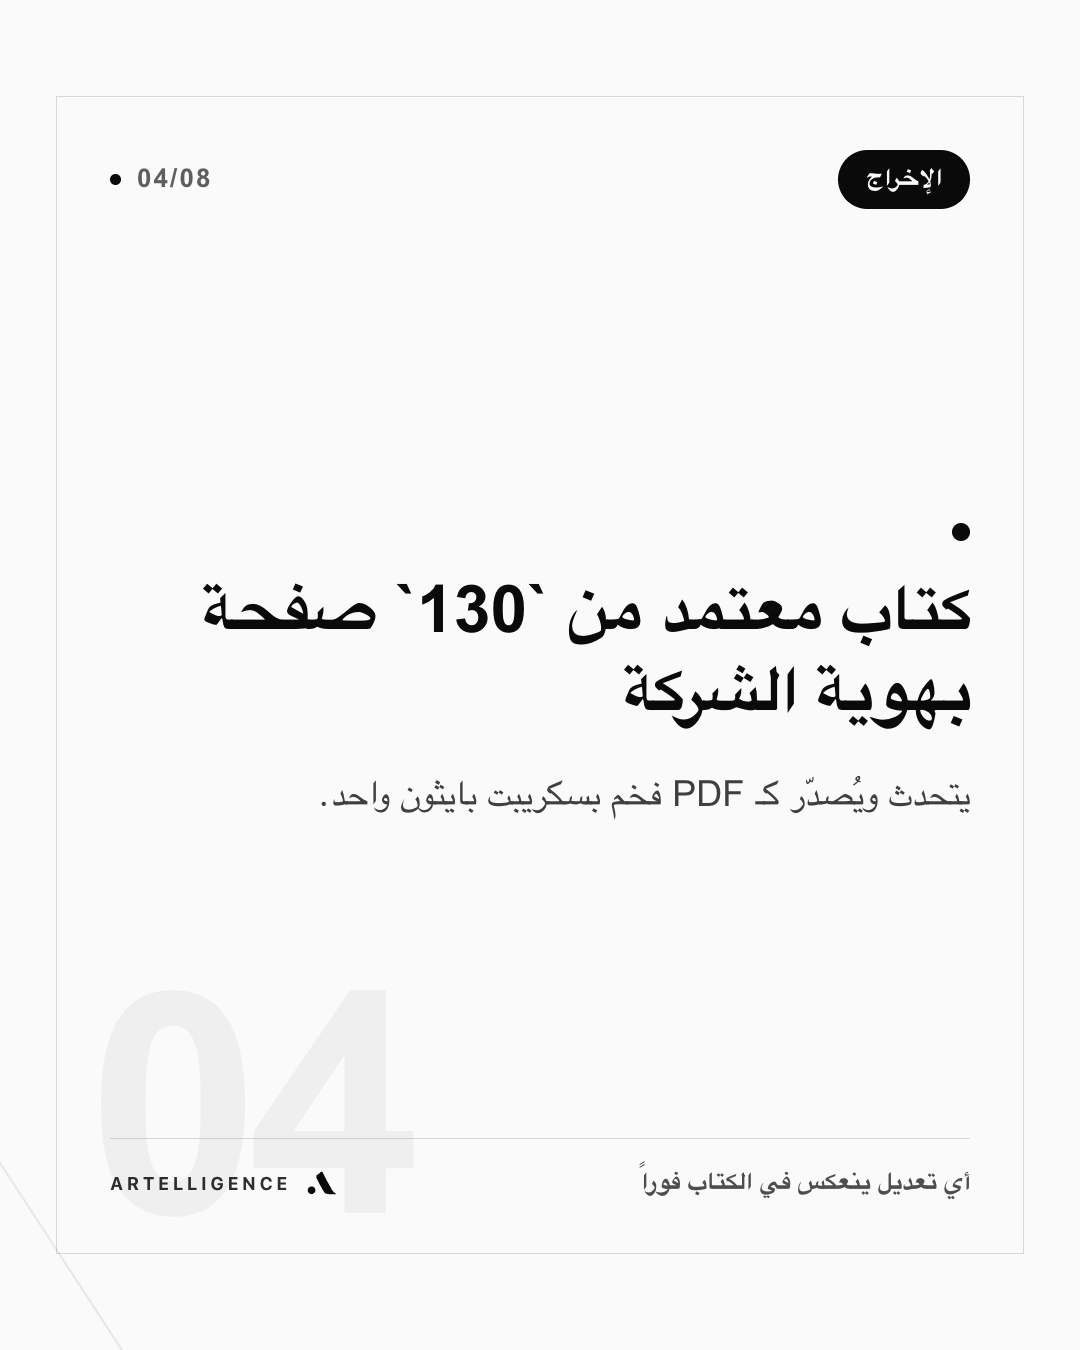 الإخراج
04/08
كتاب معتمد من `130` صفحة
بهوية الشركة
يتحدث ويُصدّر كـ PDF فخم بسكريبت بايثون واحد.
04
أي تعديل ينعكس في الكتاب فوراً
ARTELLIGENCE